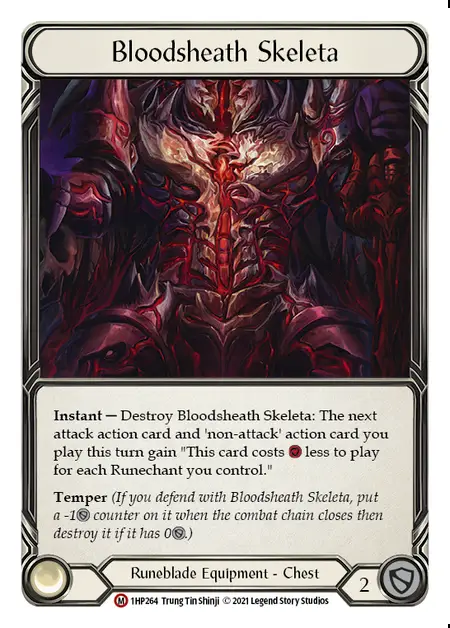 Bloodsheath Skeleta
Instant — Destroy Bloodsheath Skeleta: The next
attack action card and 'non-attack' action card you
play this turn gain "This card costs less to play
for each Runechant you control."
Temper (If you defend with Bloodsheath Skeleta, put
a -1 counter on it when the combat chain closes then
destroy it if it has 0.)
Runeblade Equipment - Chest
2
M 1HP264 Trung Tin Shinji © 2021 Legend Story Studios